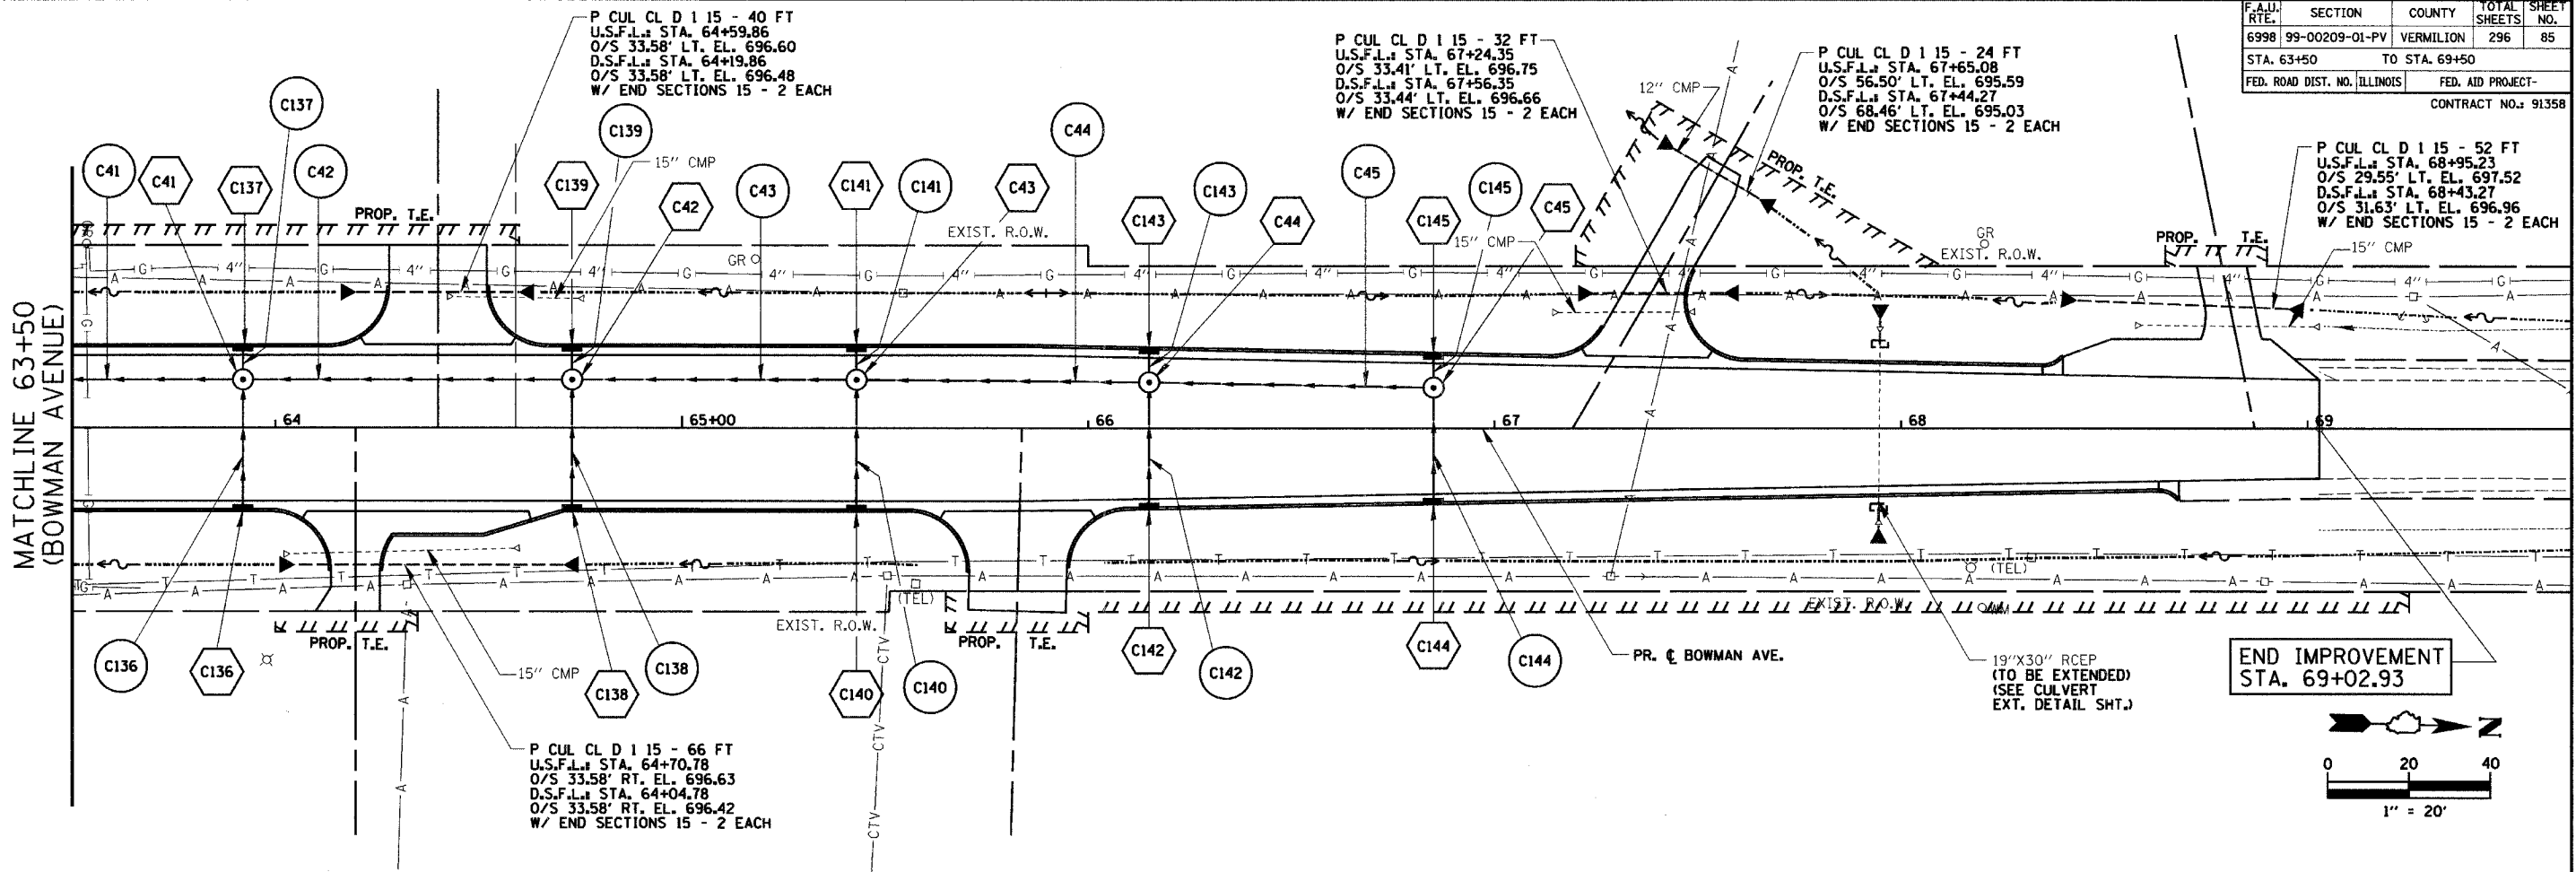 F.A.U. RTE. SECTION COUNTY TOTAL SHEETS SHEET NO.
6998 99-00209-01-PV VERMILION 296 85
STA. 63+50 TO STA. 69+50
FED. ROAD DIST. NO. ILLINOIS FED. AID PROJECT-
CONTRACT NO.: 91358
P CUL CL D 1 15 - 40 FT
U.S.F.L.: STA. 64+59.86
O/S 33.58' LT. EL. 696.60
D.S.F.L.: STA. 64+19.86
O/S 33.58' LT. EL. 696.48
W/ END SECTIONS 15 - 2 EACH
P CUL CL D 1 15 - 32 FT
U.S.F.L.: STA. 67+24.35
O/S 33.41' LT. EL. 696.75
D.S.F.L.: STA. 67+56.35
O/S 33.44' LT. EL. 696.66
W/ END SECTIONS 15 - 2 EACH
12" CMP
P CUL CL D 1 15 - 24 FT
U.S.F.L.: STA. 67+65.08
O/S 56.50' LT. EL. 695.59
D.S.F.L.: STA. 67+44.27
O/S 68.46' LT. EL. 695.03
W/ END SECTIONS 15 - 2 EACH
P CUL CL D 1 15 - 52 FT
U.S.F.L.: STA. 68+95.23
O/S 29.55' LT. EL. 697.52
D.S.F.L.: STA. 68+43.27
O/S 31.63' LT. EL. 696.96
W/ END SECTIONS 15 - 2 EACH
15" CMP
C41
C41
C137
C137
C42
C139
C139
15" CMP
C42
C43
C141
C141
C43
C44
C143
C143
C44
C45
C145
C145
C45
15" CMP
PROP. T.E.
EXIST. R.O.W.
PROP. T.E.
EXIST. R.O.W.
PROP. T.E.
GR
GR
G 4" G 4" G 4" G 4" G 4" G 4" G 4" G 4" G 4" G
A A A A A A A A A A
MATCHLINE 63+50
(BOWMAN AVENUE)
64
65+00
66
67
68
69
T T T T T T T T T T
A A A A A A A A A A
(TEL)
(TEL)
EXIST. R.O.W.
EXIST. R.O.W.
PROP. T.E.
PROP. T.E.
C136
C136
15" CMP
C138
C138
C140
C140
C142
C142
C144
C144
CTV
CTV
CTV
PR. ℄ BOWMAN AVE.
19"X30" RCEP
(TO BE EXTENDED)
(SEE CULVERT
EXT. DETAIL SHT.)
P CUL CL D 1 15 - 66 FT
U.S.F.L.: STA. 64+70.78
O/S 33.58' RT. EL. 696.63
D.S.F.L.: STA. 64+04.78
O/S 33.58' RT. EL. 696.42
W/ END SECTIONS 15 - 2 EACH
END IMPROVEMENT
STA. 69+02.93
N
0 20 40
1" = 20'